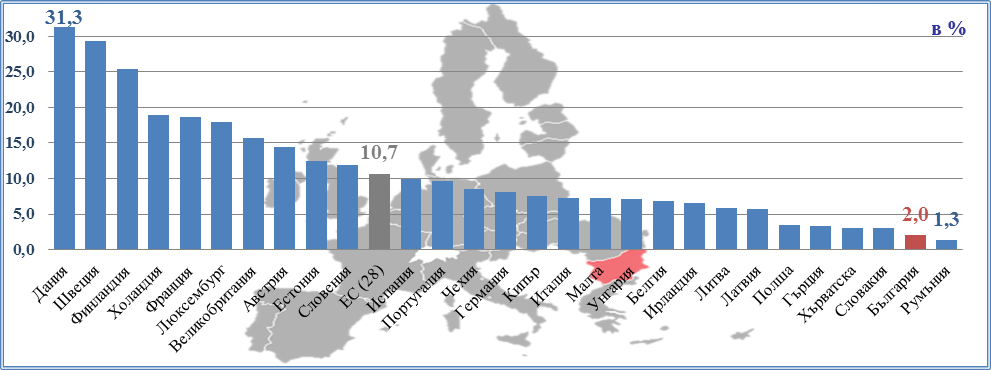 31,3
в %
30,0
25,0
20,0
15,0
10,0
5,0
0,0
10,7
2,0
1,3
Дания
Швеция
Финландия
Холандия
Франция
Люксембург
Великобритания
Австрия
Естония
Словения
ЕС (28)
Испания
Португалия
Чехия
Германия
Кипър
Италия
Малта
Унгария
Белгия
Ирландия
Литва
Латвия
Полша
Гърция
Хърватска
Словакия
България
Румъния